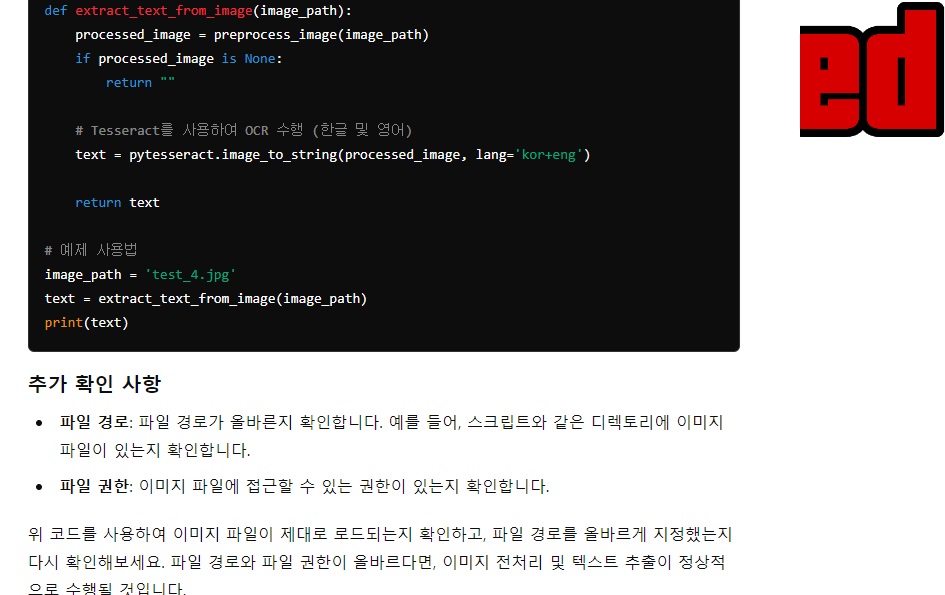 def extract_text_from_image(image_path):
processed_image = preprocess_image(image_path)
if processed_image is None:
return ""
# Tesseract를 사용하여 OCR 수행 (한글 및 영어)
text = pytesseract.image_to_string(processed_image, lang='kor+eng')
return text
# 예제 사용법
image_path = 'test_4.jpg'
text = extract_text_from_image(image_path)
print(text)
추가 확인 사항
• 파일 경로: 파일 경로가 올바른지 확인합니다. 예를 들어, 스크립트와 같은 디렉토리에 이미지
파일이 있는지 확인합니다.
• 파일 권한: 이미지 파일에 접근할 수 있는 권한이 있는지 확인합니다.
위 코드를 사용하여 이미지 파일이 제대로 로드되는지 확인하고, 파일 경로를 올바르게 지정했는지
다시 확인해보세요. 파일 경로와 파일 권한이 올바르다면, 이미지 전처리 및 텍스트 추출이 정상적
으로 수행될 것입니다.
ed